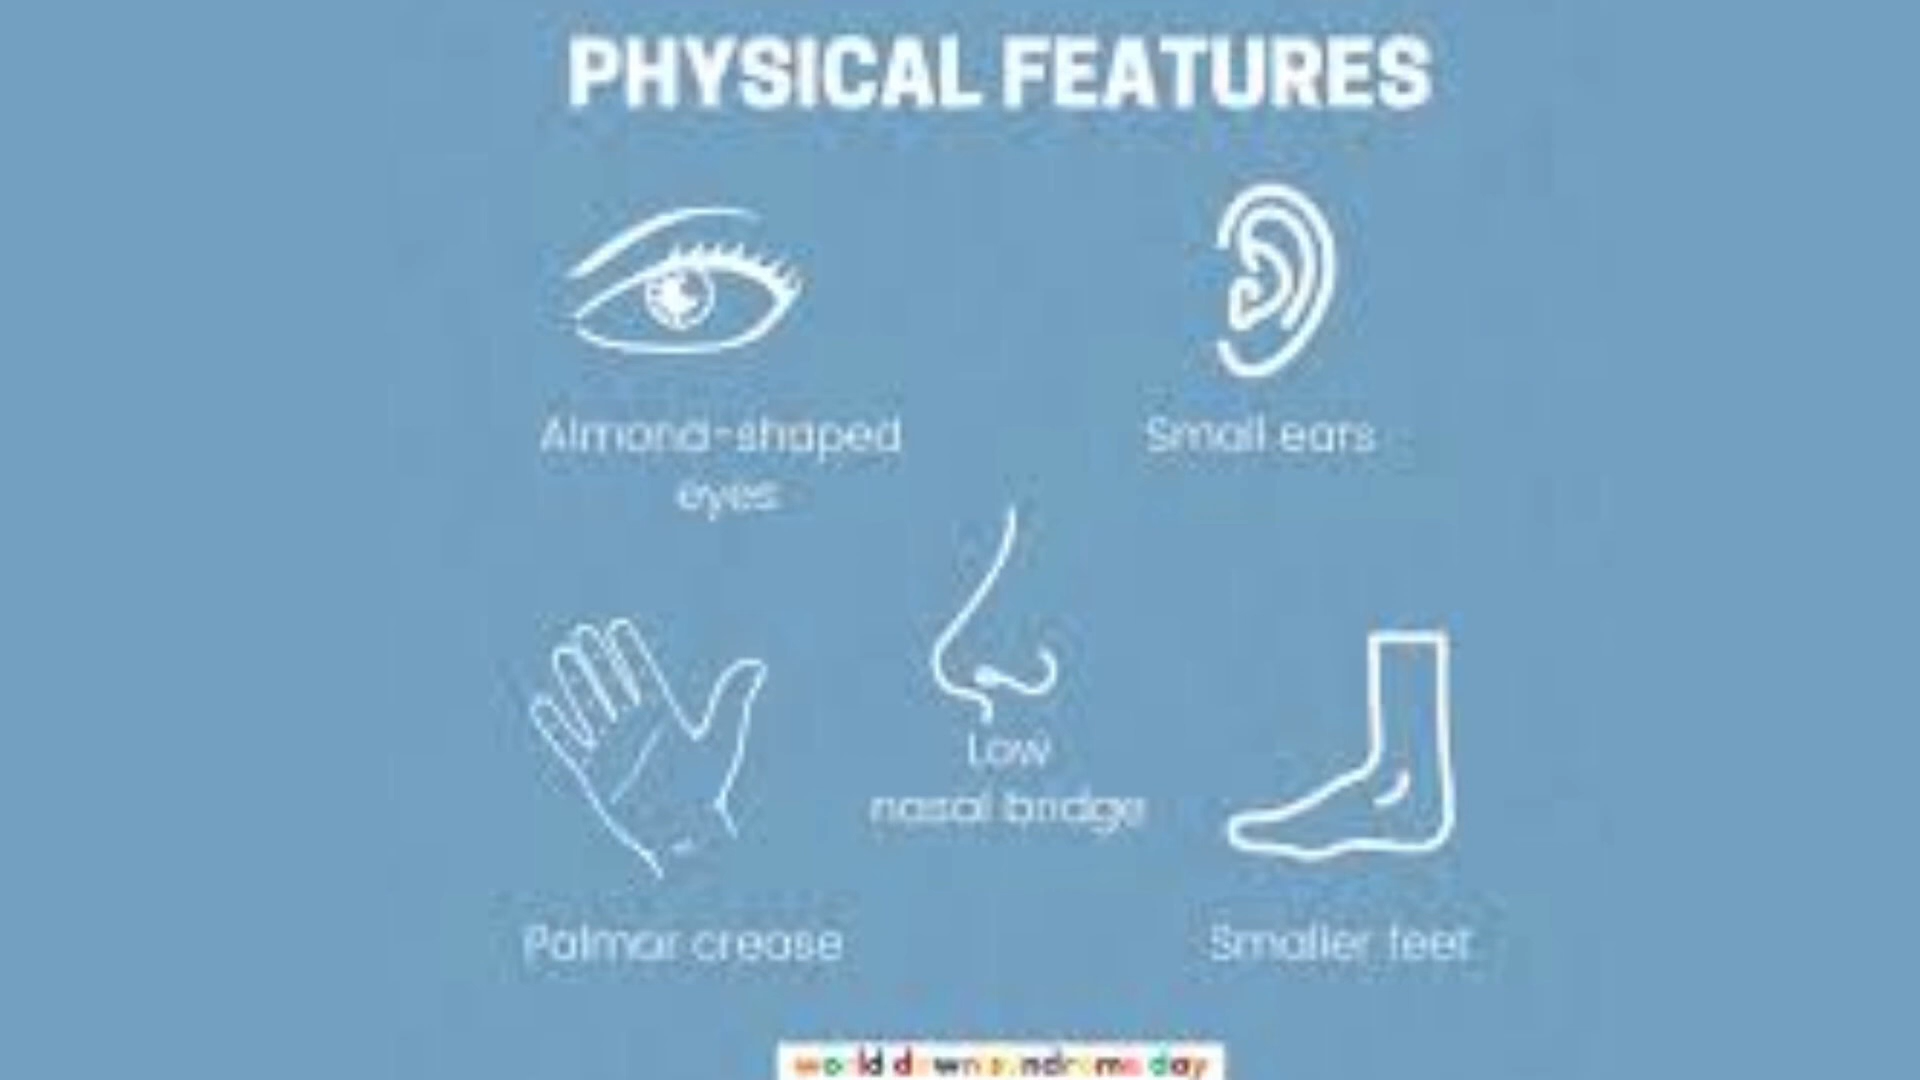 PHYSICAL FEATURES
Almond-shaped
eyes
Small ears
Low
nasal bridge
Palmar crease
Smaller feet
world down syndrome day